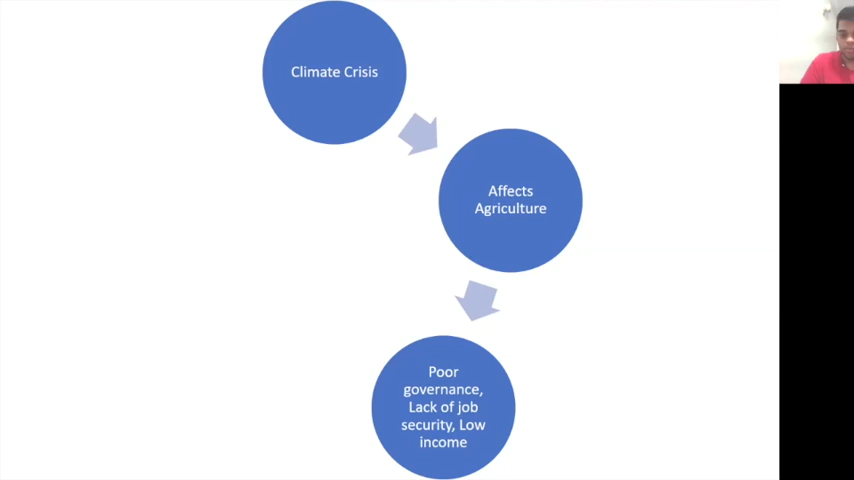 Climate Crisis
Affects
Agriculture
Poor
governance,
Lack of job
security, Low
income